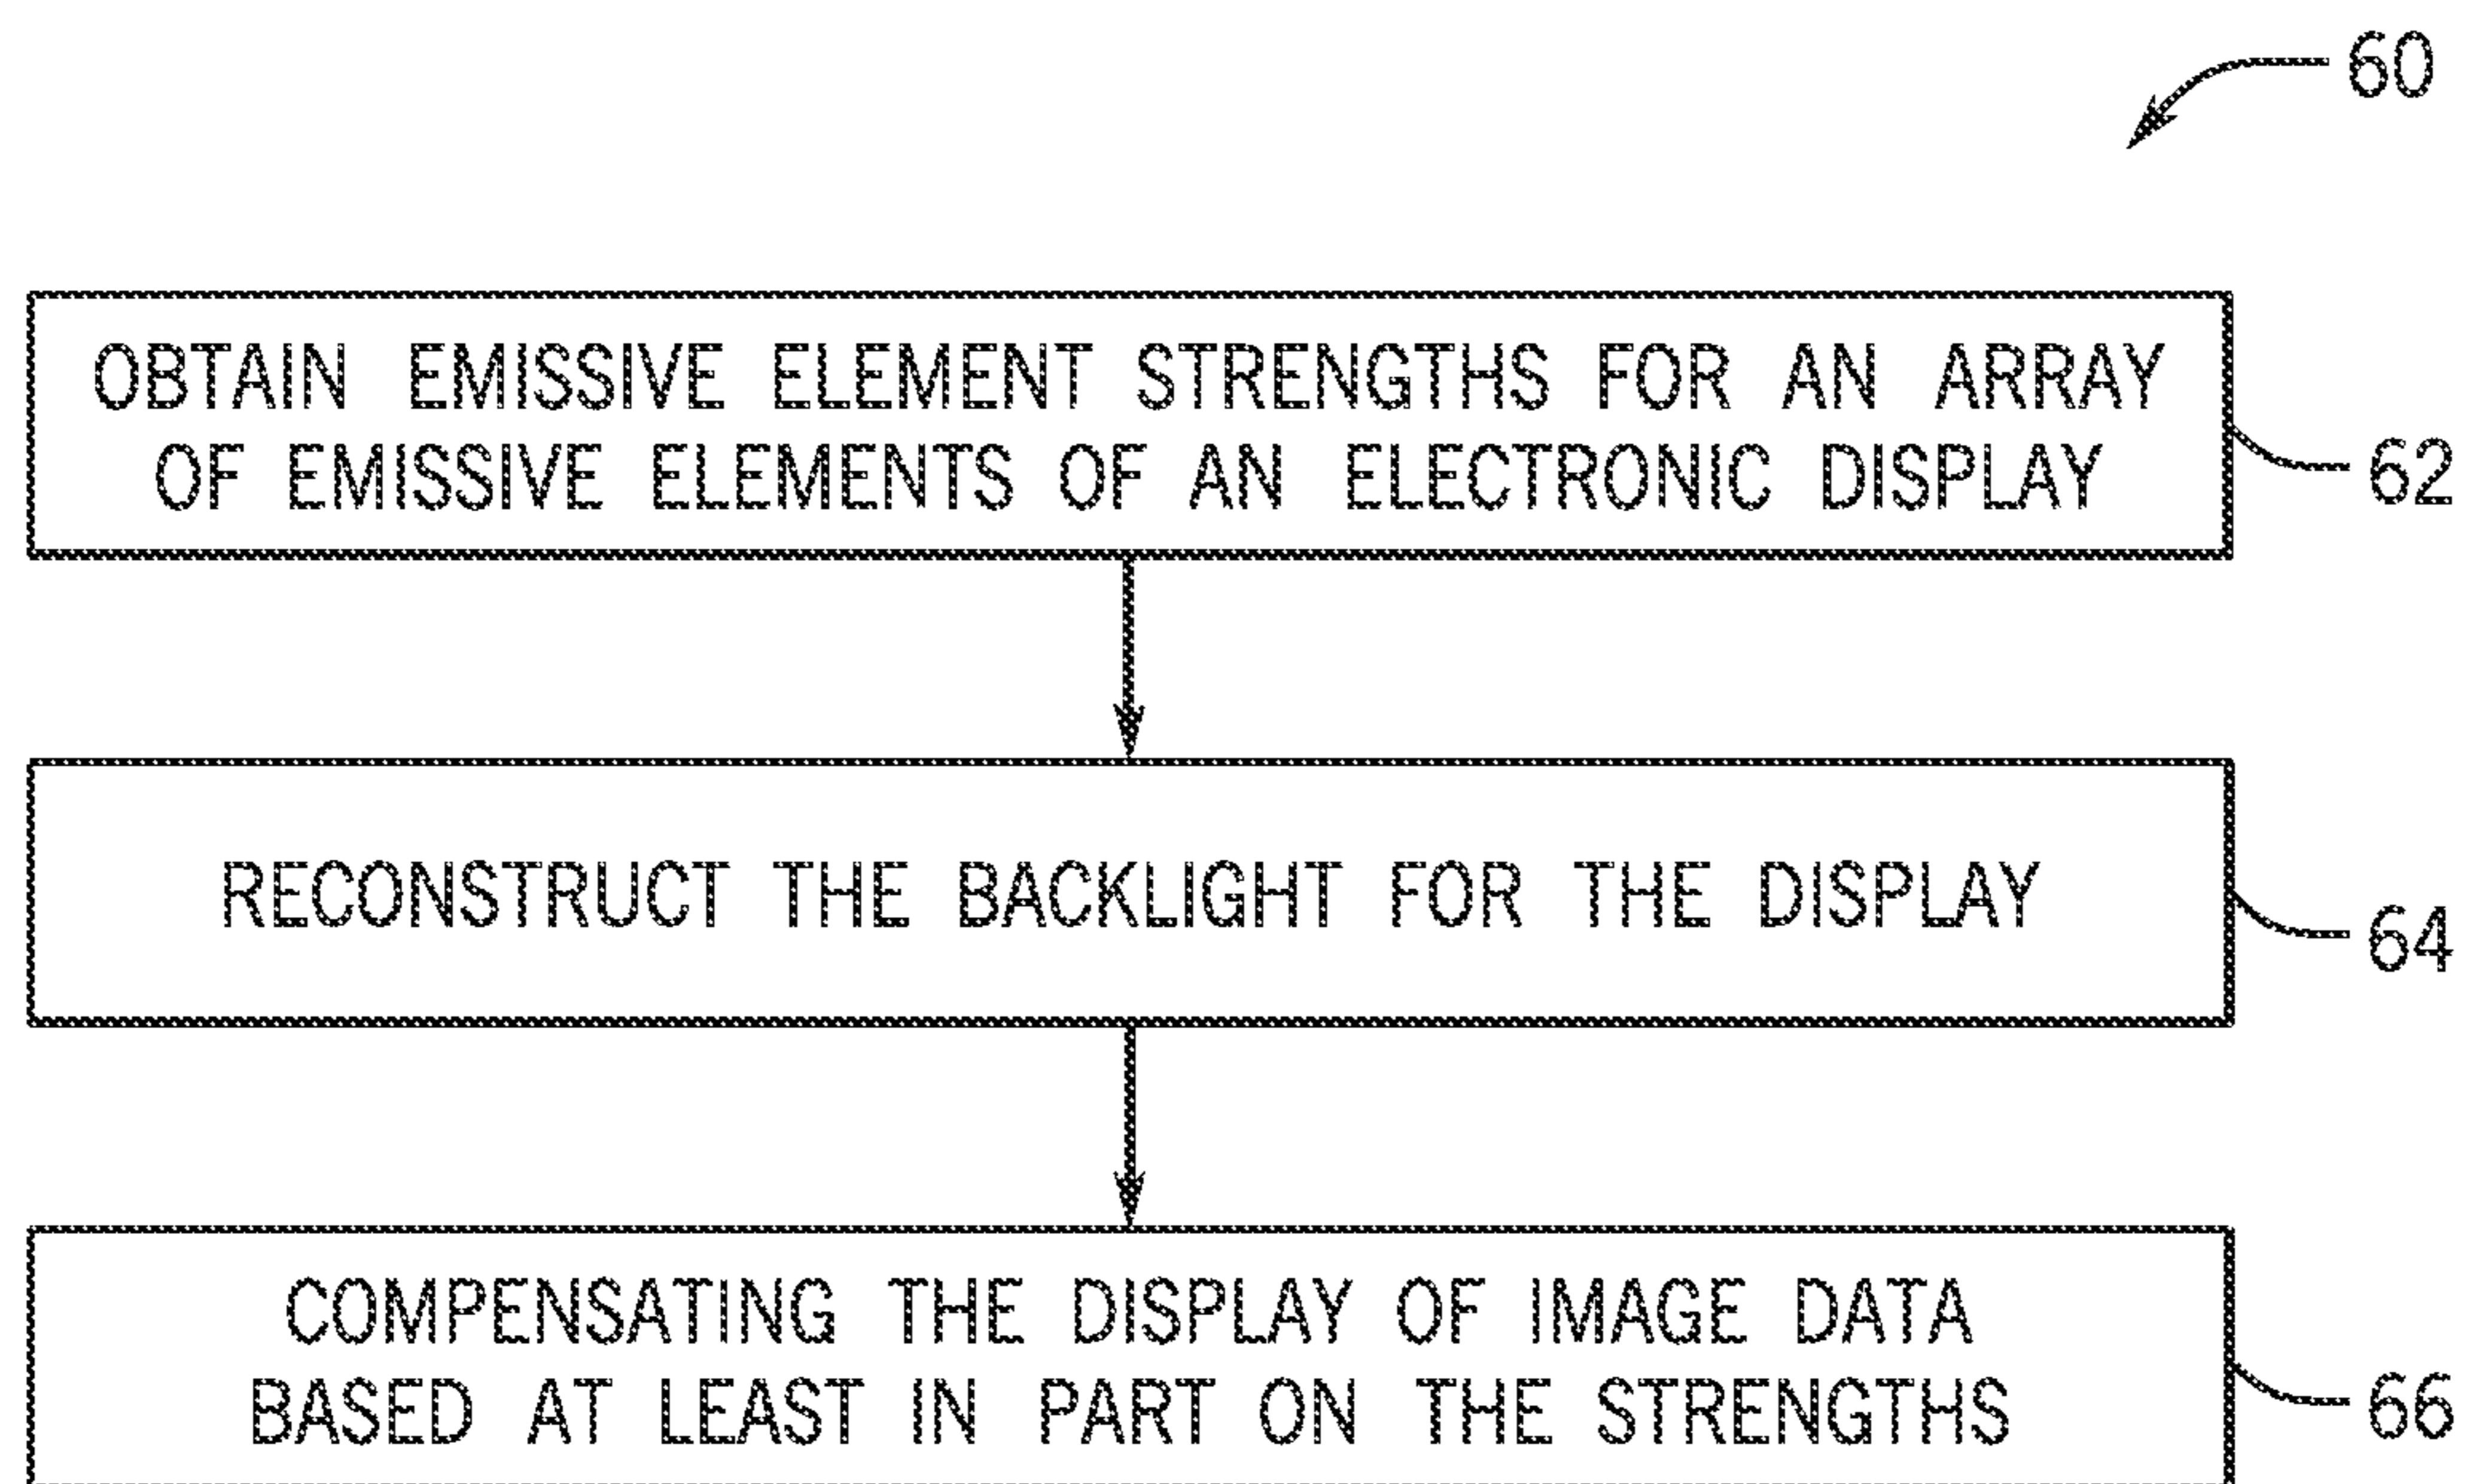 60
OBTAIN EMISSIVE ELEMENT STRENGTHS FOR AN ARRAY
OF EMISSIVE ELEMENTS OF AN ELECTRONIC DISPLAY
62
RECONSTRUCT THE BACKLIGHT FOR THE DISPLAY
64
COMPENSATING THE DISPLAY OF IMAGE DATA
BASED AT LEAST IN PART ON THE STRENGTHS
66